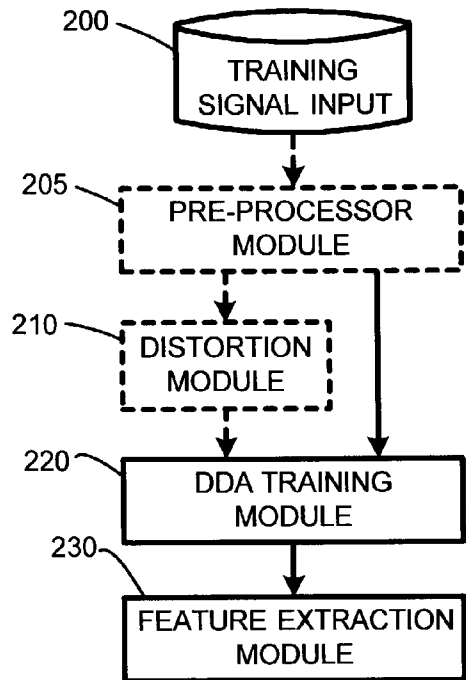 200
TRAINING
SIGNAL INPUT
205
PRE-PROCESSOR
MODULE
210
DISTORTION
MODULE
220
DDA TRAINING
MODULE
230
FEATURE EXTRACTION
MODULE